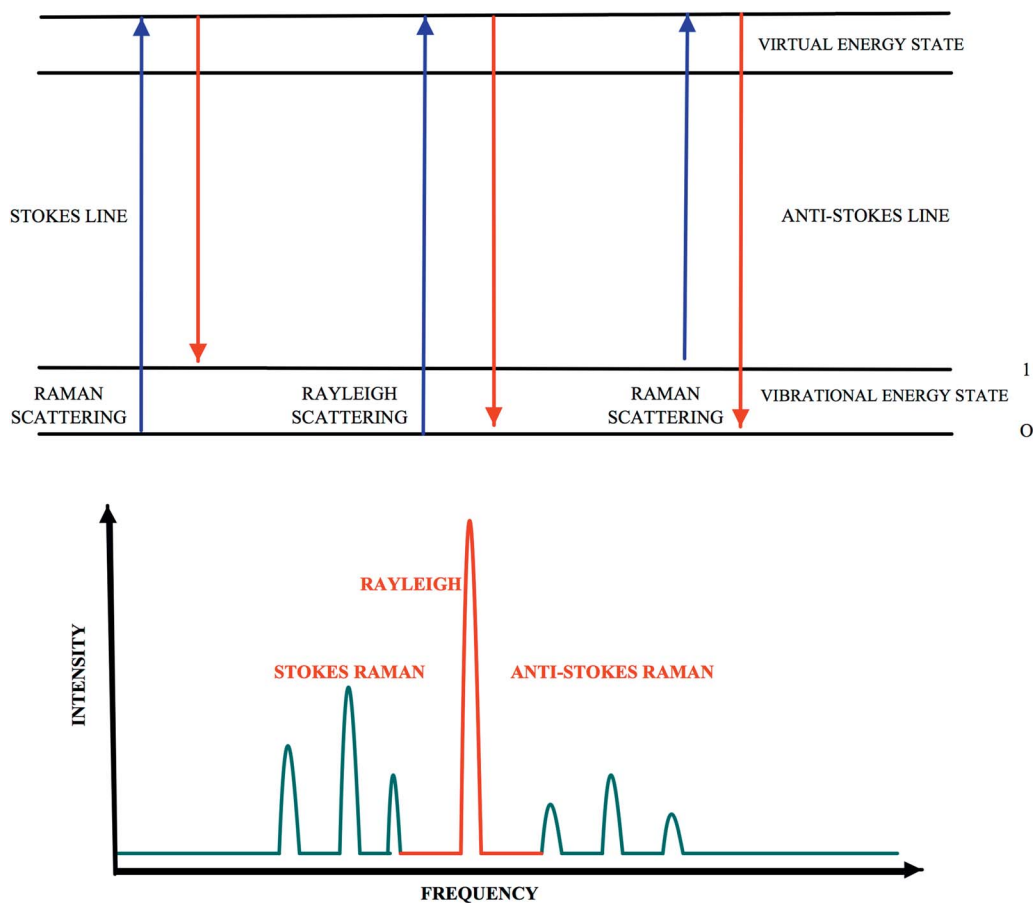 VIRTUAL ENERGY STATE
STOKES LINE
ANTI-STOKES LINE
1
RAMAN
SCATTERING
RAYLEIGH
SCATTERING
RAMAN
SCATTERING
VIBRATIONAL ENERGY STATE
O
RAYLEIGH
STOKES RAMAN
ANTI-STOKES RAMAN
INTENSITY
FREQUENCY